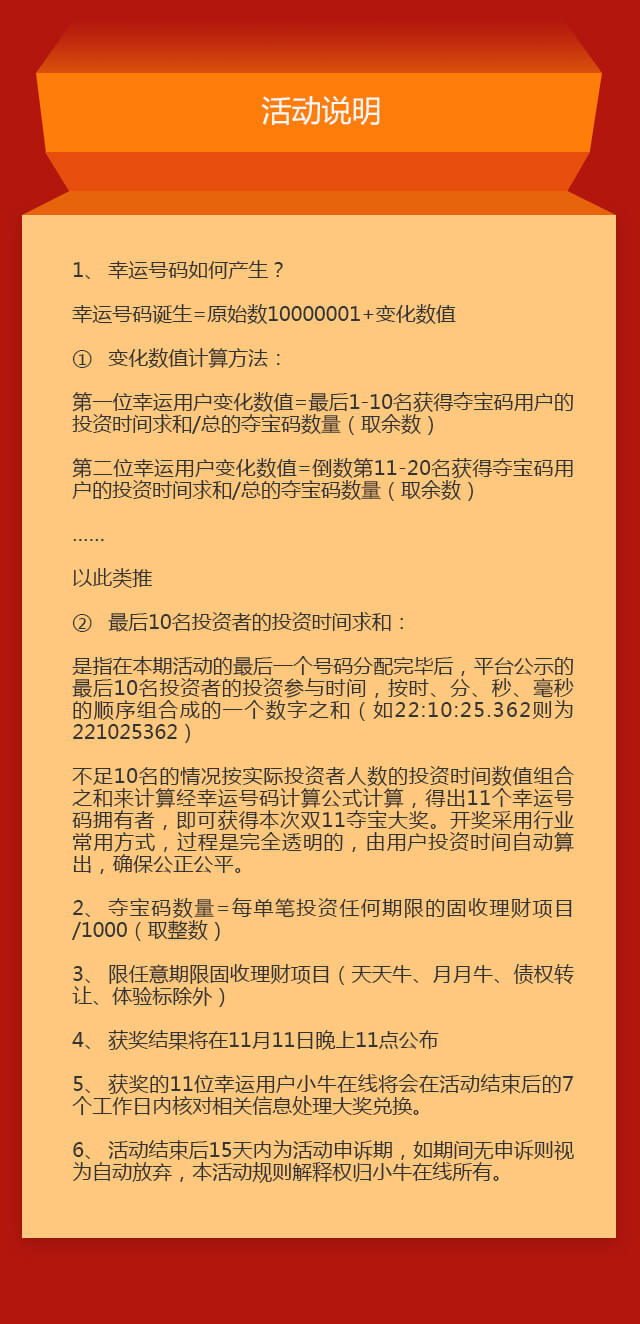 活动说明
1、 幸运号码如何产生？
幸运号码诞生=原始数10000001+变化数值
① 变化数值计算方法：
第一位幸运用户变化数值=最后1-10名获得夺宝码用户的
投资时间求和/总的夺宝码数量（取余数）
第二位幸运用户变化数值=倒数第11-20名获得夺宝码用
户的投资时间求和/总的夺宝码数量（取余数）
......
以此类推
② 最后10名投资者的投资时间求和：
是指在本期活动的最后一个号码分配完毕后，平台公示的
最后10名投资者的投资参与时间，按时、分、秒、毫秒
的顺序组合成的一个数字之和（如22:10:25.362则为
221025362）
不足10名的情况按实际投资者人数的投资时间数值组合
之和来计算经幸运号码计算公式计算，得出11个幸运号
码拥有者，即可获得本次双11夺宝大奖。开奖采用行业
常用方式，过程是完全透明的，由用户投资时间自动算
出，确保公正公平。
2、 夺宝码数量=每单笔投资任何期限的固收理财项目
/1000（取整数）
3、 限任意期限固收理财项目（天天牛、月月牛、债权转
让、体验标除外）
4、 获奖结果将在11月11日晚上11点公布
5、 获奖的11位幸运用户小牛在线将会在活动结束后的7
个工作日内核对相关信息处理大奖兑换。
6、 活动结束后15天内为活动申诉期，如期间无申诉则视
为自动放弃，本活动规则解释权归小牛在线所有。